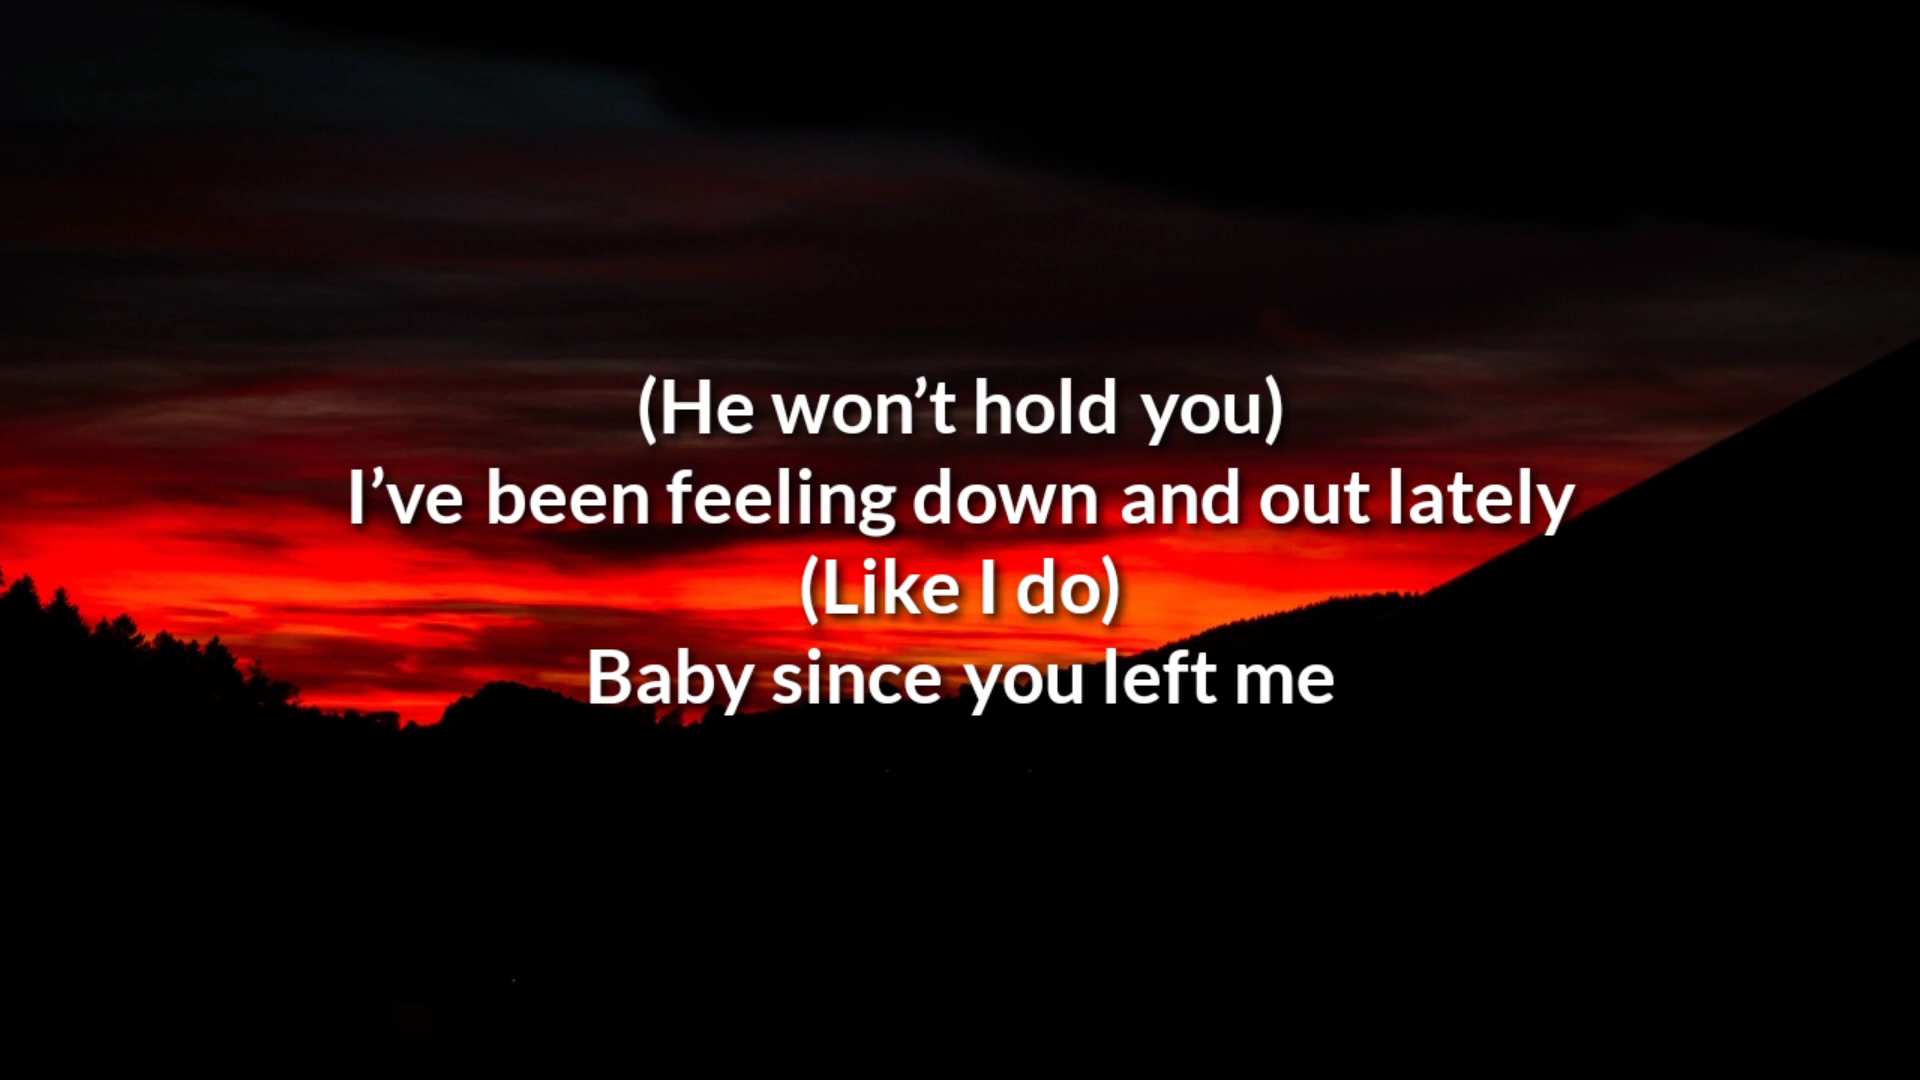 (He won’t hold you)
I’ve been feeling down and out lately
(Like I do)
Baby since you left me